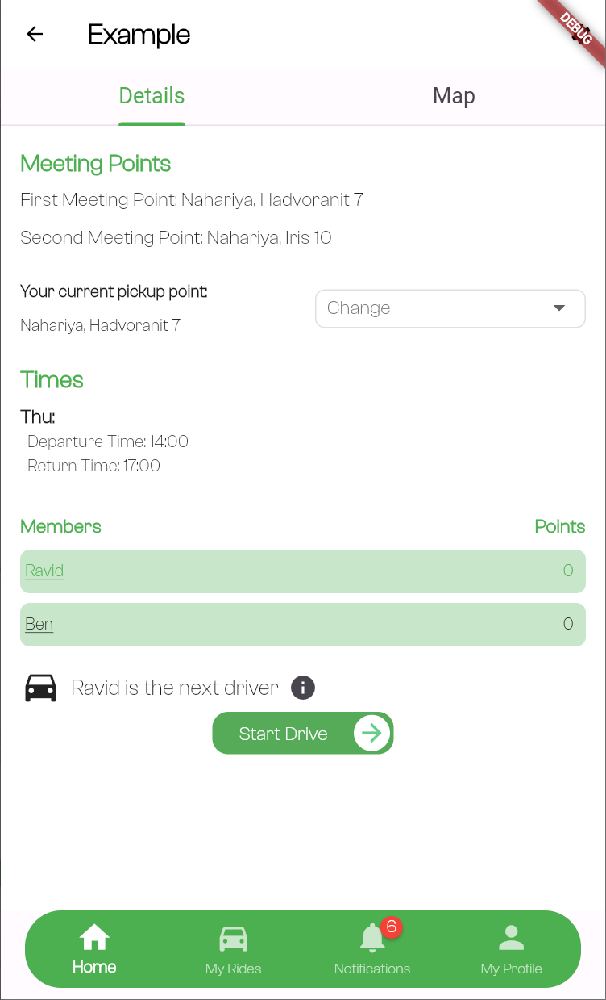 Example
DEBUG
Details
Map
Meeting Points
First Meeting Point: Nahariya, Hadvoranit 7
Second Meeting Point: Nahariya, Iris 10
Your current pickup point:
Nahariya, Hadvoranit 7
Change
Times
Thu:
Departure Time: 14:00
Return Time: 17:00
Members Points
Ravid 0
Ben 0
Ravid is the next driver
Start Drive
6
Home My Rides Notifications My Profile